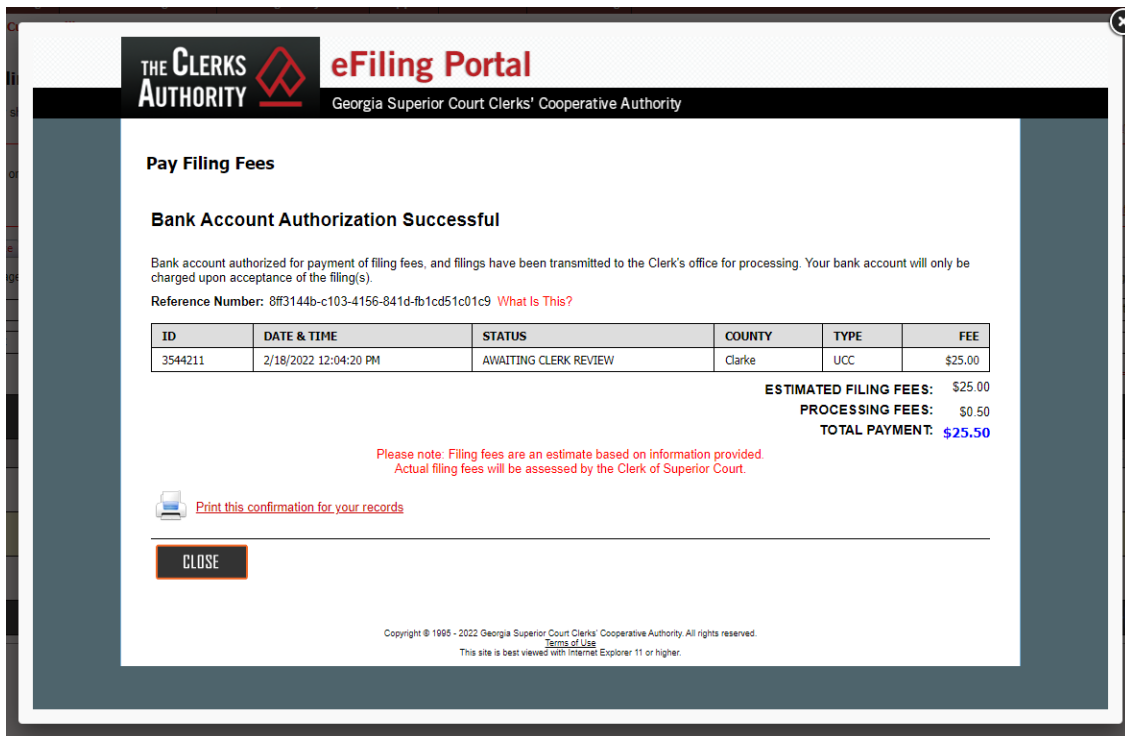 THE CLERKS
AUTHORITY
eFiling Portal
Georgia Superior Court Clerks' Cooperative Authority
Pay Filing Fees
Bank Account Authorization Successful
Bank account authorized for payment of filing fees, and filings have been transmitted to the Clerk's office for processing. Your bank account will only be
charged upon acceptance of the filing(s).
Reference Number: 8ff3144b-c103-4156-841d-fb1cd51c01c9 What Is This?
ID DATE & TIME STATUS COUNTY TYPE FEE
3544211 2/18/2022 12:04:20 PM AWAITING CLERK REVIEW Clarke UCC $25.00
ESTIMATED FILING FEES: $25.00
PROCESSING FEES: $0.50
TOTAL PAYMENT: $25.50
Please note: Filing fees are an estimate based on information provided.
Actual filing fees will be assessed by the Clerk of Superior Court.
Print this confirmation for your records
CLOSE
Copyright © 1995 - 2022 Georgia Superior Court Clerks' Cooperative Authority. All rights reserved.
Terms of Use
This site is best viewed with Internet Explorer 11 or higher.